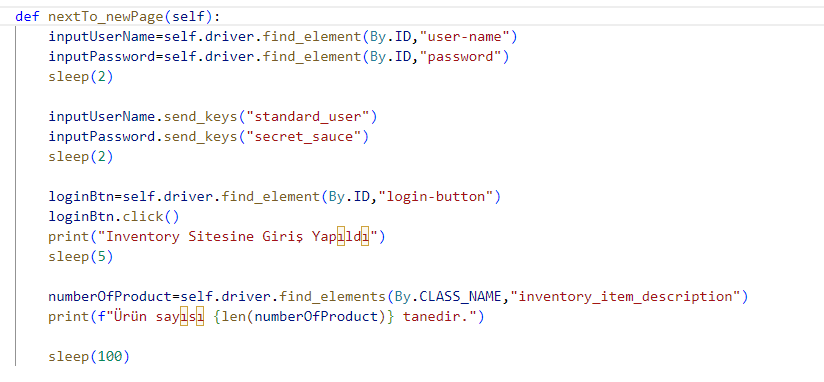 def nextTo_newPage(self):
inputUserName=self.driver.find_element(By.ID,"user-name")
inputPassword=self.driver.find_element(By.ID,"password")
sleep(2)
inputUserName.send_keys("standard_user")
inputPassword.send_keys("secret_sauce")
sleep(2)
loginBtn=self.driver.find_element(By.ID,"login-button")
loginBtn.click()
print("Inventory Sitesine Giriş Yapıldı")
sleep(5)
numberOfProduct=self.driver.find_elements(By.CLASS_NAME,"inventory_item_description")
print(f"Ürün sayısı {len(numberOfProduct)} tanedir.")
sleep(100)